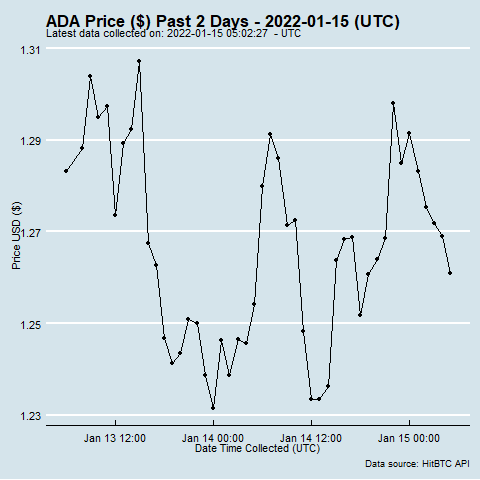 ADA Price ($) Past 2 Days - 2022-01-15 (UTC)
Latest data collected on: 2022-01-15 05:02:27 - UTC
1.31
1.29
1.27
1.25
1.23
Price USD ($)
Jan 13 12:00 Jan 14 00:00 Jan 14 12:00 Jan 15 00:00
Date Time Collected (UTC)
Data source: HitBTC API